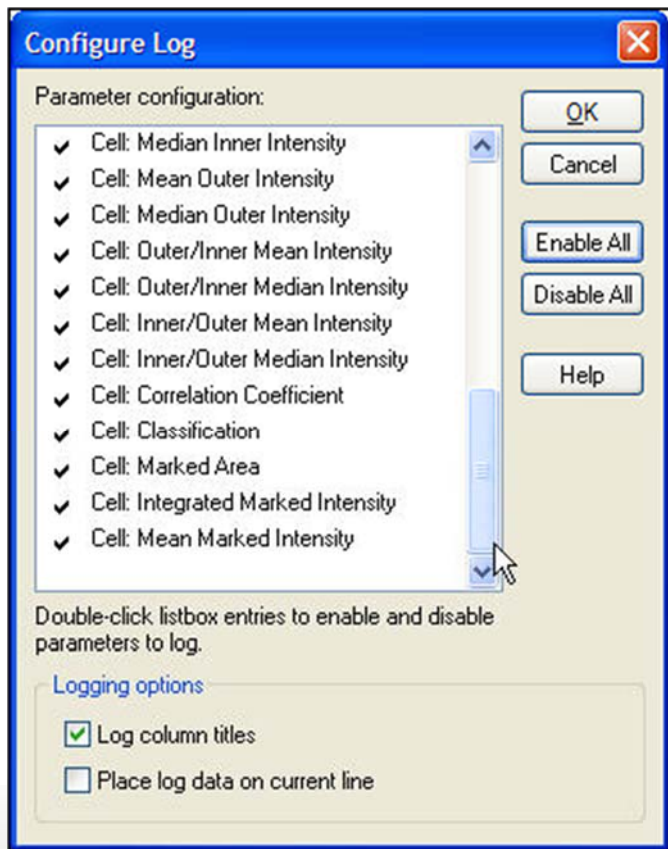 Configure Log
Parameter configuration:
Cell: Median Inner Intensity
Cell: Mean Outer Intensity
Cell: Median Outer Intensity
Cell: Outer/Inner Mean Intensity
Cell: Outer/Inner Median Intensity
Cell: Inner/Outer Mean Intensity
Cell: Inner/Outer Median Intensity
Cell: Correlation Coefficient
Cell: Classification
Cell: Marked Area
Cell: Integrated Marked Intensity
Cell: Mean Marked Intensity
OK
Cancel
Enable All
Disable All
Help
Double-click listbox entries to enable and disable
parameters to log.
Logging options
Log column titles
Place log data on current line